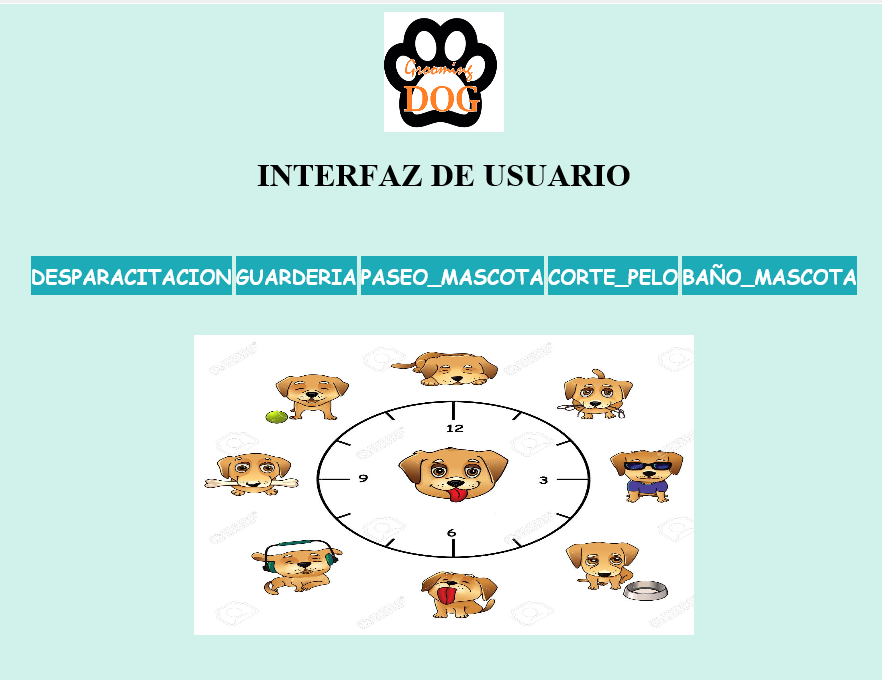 Grooming
DOG
INTERFAZ DE USUARIO
DESPARACITACION GUARDERIA PASEO_MASCOTA CORTE_PELO BAÑO_MASCOTA
12
9
3
6